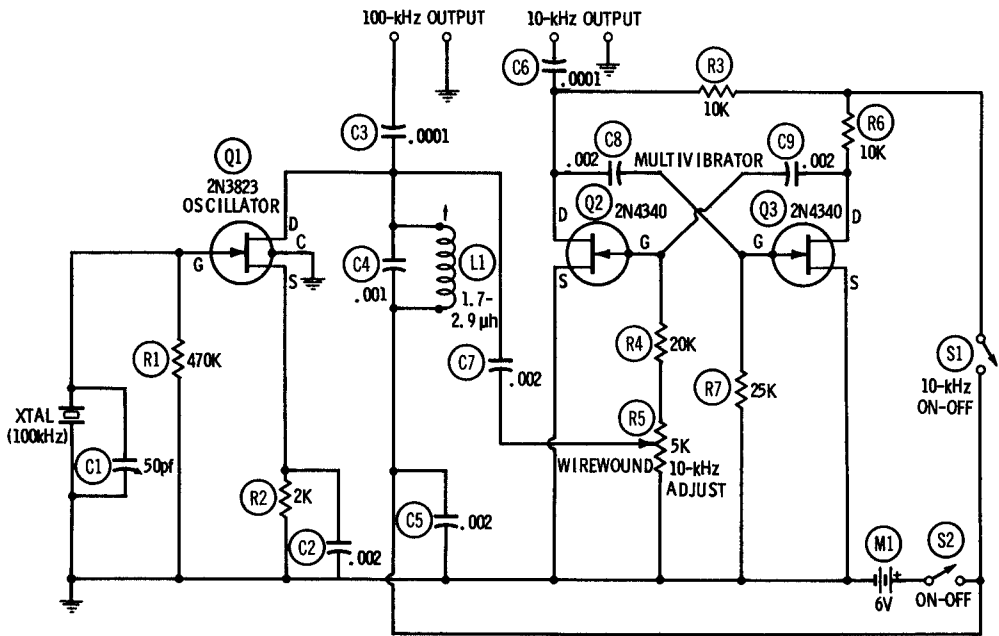 100-kHz OUTPUT
10-kHz OUTPUT
C6
.0001
R3
10K
C3
.0001
R6
10K
C8
.002
MULTIVIBRATOR
C9
.002
Q1
2N3823
OSCILLATOR
D
C
G
S
Q2
2N4340
D
G
S
Q3
2N4340
D
G
S
C4
.001
L1
1.7-
2.9 μh
R1
470K
C7
.002
R4
20K
R7
25K
S1
10-kHz
ON-OFF
XTAL
(100kHz)
C1
50pf
R5
5K
WIREWOUND
10-kHz
ADJUST
R2
2K
C2
.002
C5
.002
M1
+
6V
S2
ON-OFF